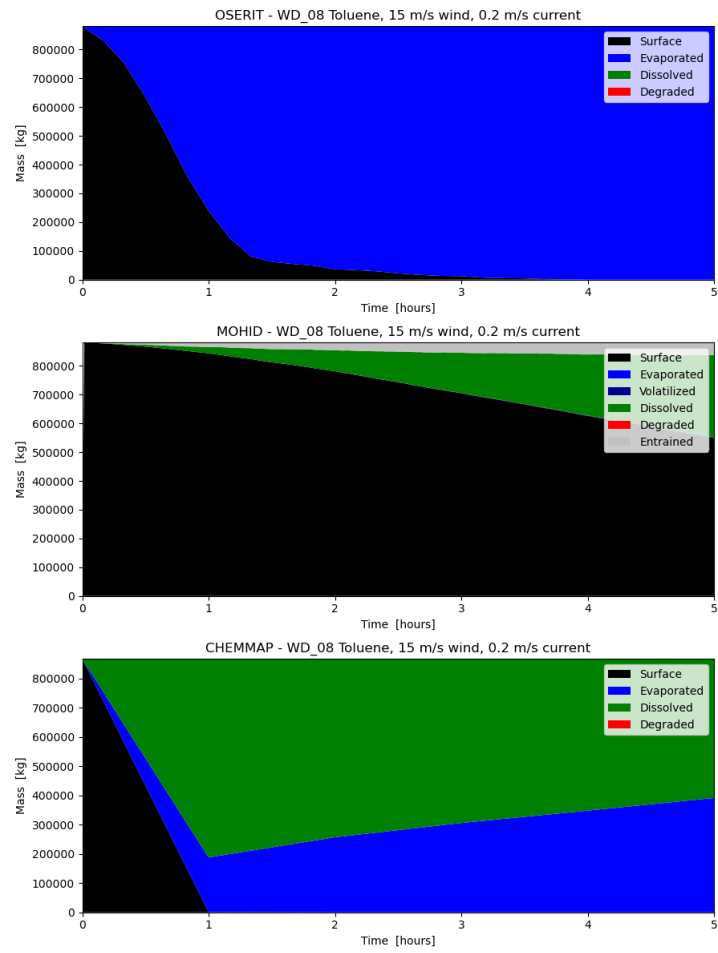 OSERIT - WD_08 Toluene, 15 m/s wind, 0.2 m/s current
Mass [kg]
800000
700000
600000
500000
400000
300000
200000
100000
0
Surface
Evaporated
Dissolved
Degraded
0 1 2 3 4 5
Time [hours]
MOHID - WD_08 Toluene, 15 m/s wind, 0.2 m/s current
Mass [kg]
800000
700000
600000
500000
400000
300000
200000
100000
0
Surface
Evaporated
Volatilized
Dissolved
Degraded
Entrained
0 1 2 3 4 5
Time [hours]
CHEMMAP - WD_08 Toluene, 15 m/s wind, 0.2 m/s current
Mass [kg]
800000
700000
600000
500000
400000
300000
200000
100000
0
Surface
Evaporated
Dissolved
Degraded
0 1 2 3 4 5
Time [hours]